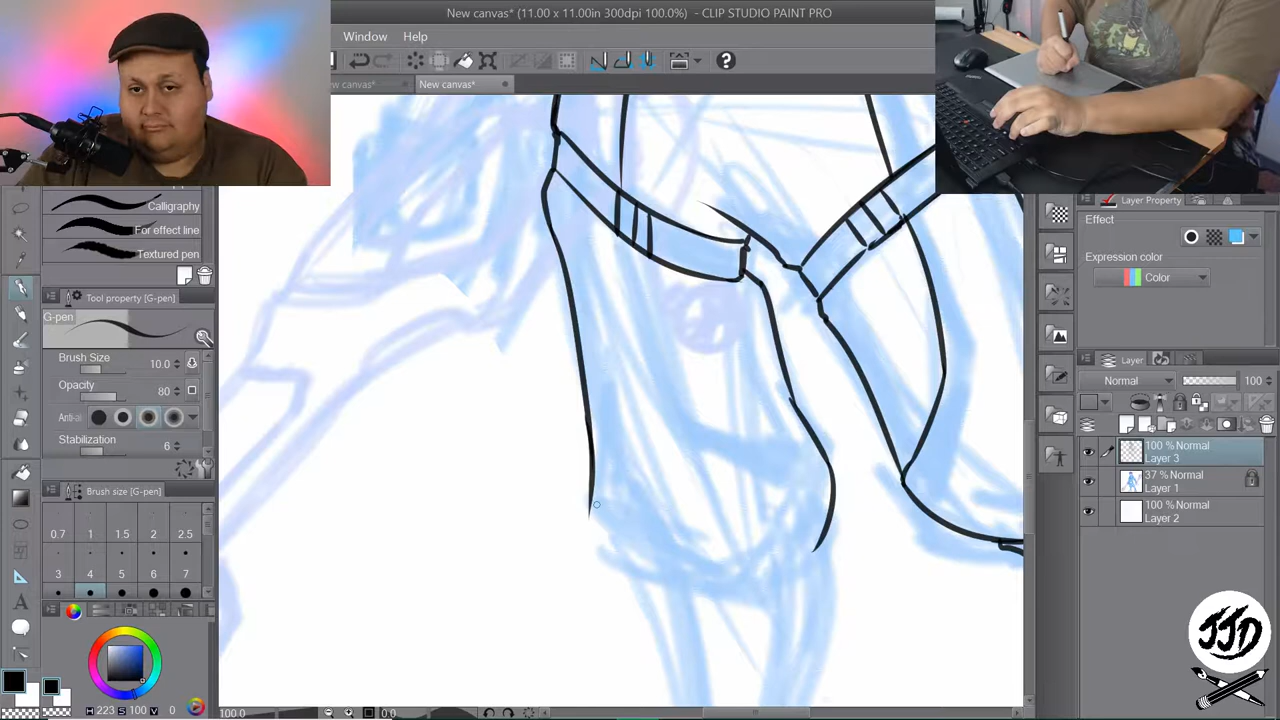 New canvas* (11.00 x 11.00in 300dpi 100.0%) - CLIP STUDIO PAINT PRO
Window Help
New canvas*
Calligraphy
For effect line
Textured pen
Tool property [G-pen]
G-pen
Brush Size 10.0
Opacity 80
Stabilization 6
Brush size [G-pen]
0.7 1 1.5 2 2.5
3 4 5 6 7
H 223 S 100 V 0
100.0 0.0
Layer Property
Effect
Expression color
Color
Layer
Normal 100
100 % Normal
Layer 3
37 % Normal
Layer 1
100 % Normal
Layer 2
JJD